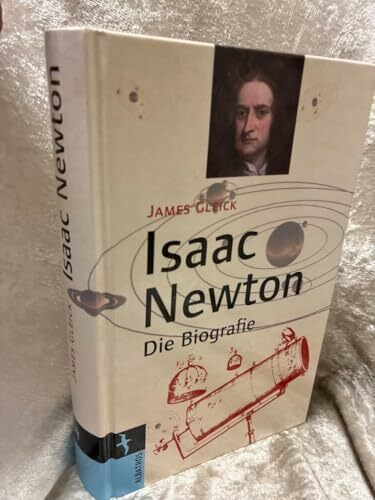 JAMES GLEICK
Isaac
Newton
Die Biografie
JAMES GLEICK Isaac Newton
ALBATROS